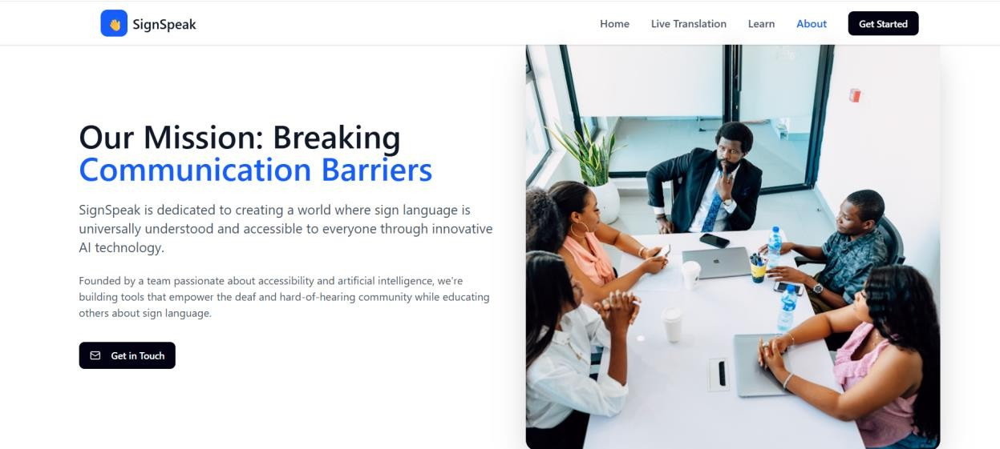 SignSpeak
Home
Live Translation
Learn
About
Get Started
Our Mission: Breaking
Communication Barriers
SignSpeak is dedicated to creating a world where sign language is
universally understood and accessible to everyone through innovative
AI technology.
Founded by a team passionate about accessibility and artificial intelligence, we're
building tools that empower the deaf and hard-of-hearing community while educating
others about sign language.
Get in Touch